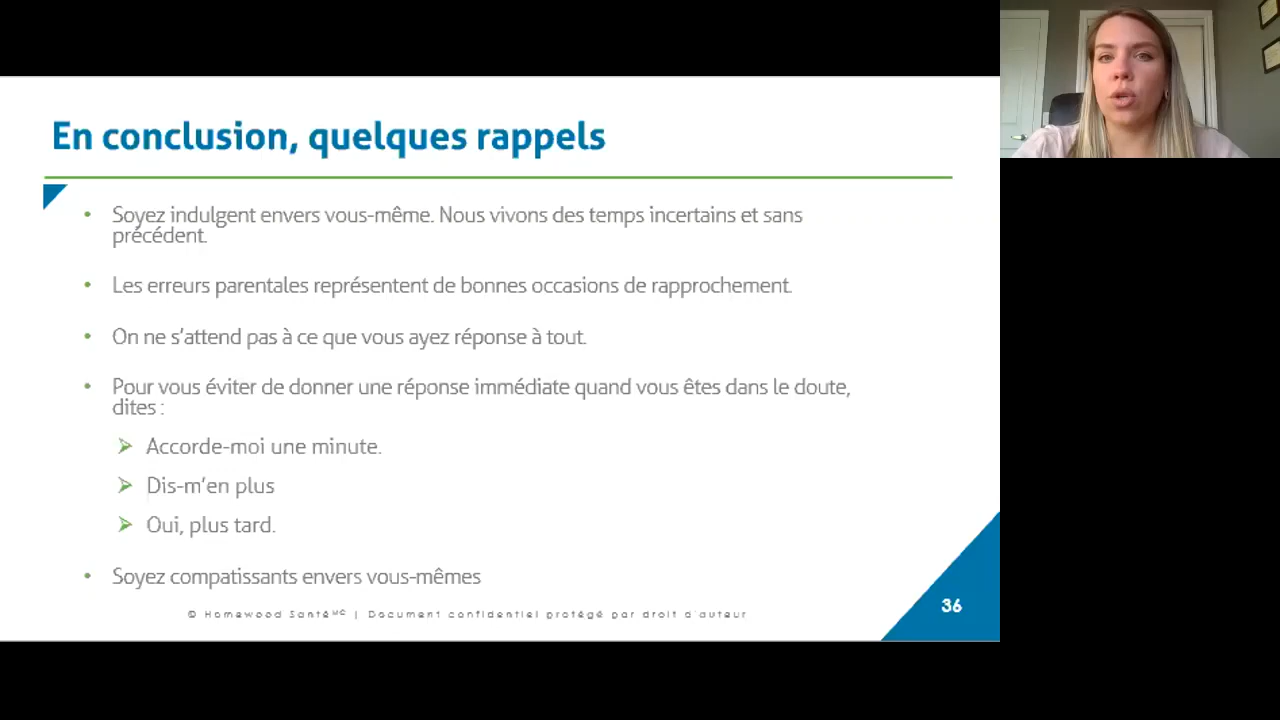 En conclusion, quelques rappels
• Soyez indulgent envers vous-même. Nous vivons des temps incertains et sans
précédent.
• Les erreurs parentales représentent de bonnes occasions de rapprochement.
• On ne s'attend pas à ce que vous ayez réponse à tout.
• Pour vous éviter de donner une réponse immédiate quand vous êtes dans le doute,
dites :
➢ Accorde-moi une minute.
➢ Dis-m'en plus
➢ Oui, plus tard.
• Soyez compatissants envers vous-mêmes
© Homewood Santé MC | Document confidentiel protégé par droit d'auteur
36